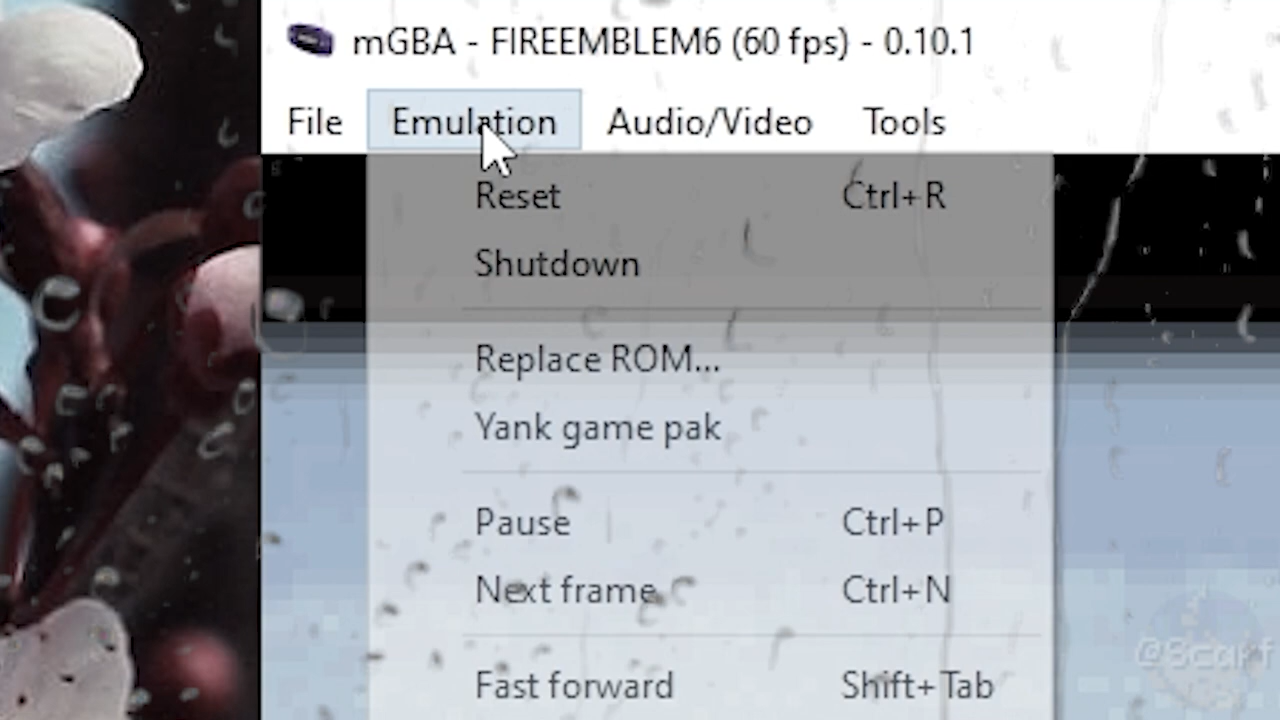 mGBA - FIREEMBLEM6 (60 fps) - 0.10.1
File Emulation Audio/Video Tools
Reset Ctrl+R
Shutdown
Replace ROM...
Yank game pak
Pause Ctrl+P
Next frame Ctrl+N
Fast forward Shift+Tab
@Scarf